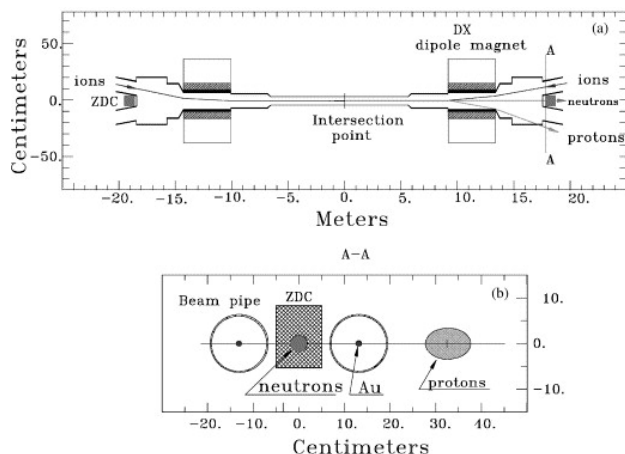 DX
dipole magnet
A
(a)
50.
0.
-50.
Centimeters
ions
ZDC
Intersection
point
ions
neutrons
protons
A
-20. -15. -10. -5. 0. 5. 10. 15. 20.
Meters
A-A
Beam pipe
ZDC
(b)
10.
0.
-10.
neutrons
Au
protons
-20. -10. 0. 10. 20. 30. 40.
Centimeters